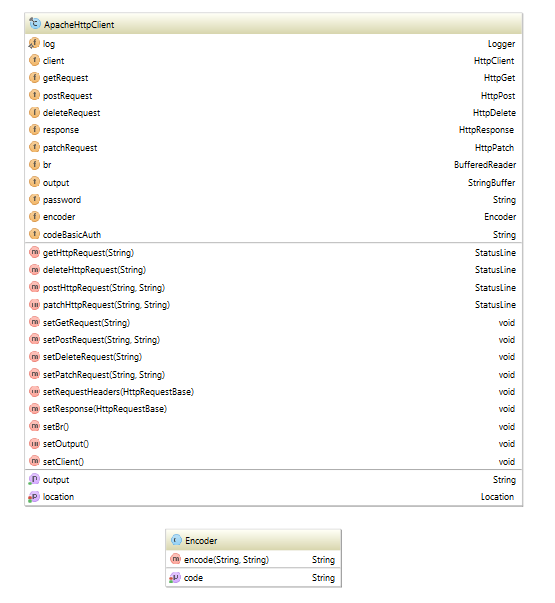 ApacheHttpClient
log Logger
client HttpClient
getRequest HttpGet
postRequest HttpPost
deleteRequest HttpDelete
response HttpResponse
patchRequest HttpPatch
br BufferedReader
output StringBuffer
password String
encoder Encoder
codeBasicAuth String
getHttpRequest(String) StatusLine
deleteHttpRequest(String) StatusLine
postHttpRequest(String, String) StatusLine
patchHttpRequest(String, String) StatusLine
setGetRequest(String) void
setPostRequest(String, String) void
setDeleteRequest(String) void
setPatchRequest(String, String) void
setRequestHeaders(HttpRequestBase) void
setResponse(HttpRequestBase) void
setBr() void
setOutput() void
setClient() void
output String
location Location
Encoder
encode(String, String) String
code String